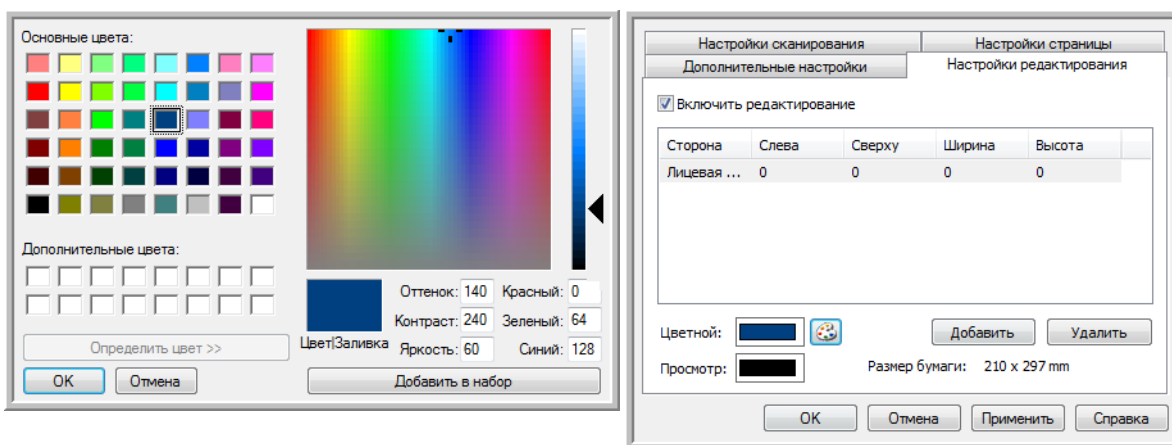 Основные цвета:
Дополнительные цвета:
Определить цвет >>
OK Отмена
Цвет|Заливка
Оттенок: 140 Красный: 0
Контраст: 240 Зеленый: 64
Яркость: 60 Синий: 128
Добавить в набор
Настройки сканирования Настройки страницы
Дополнительные настройки Настройки редактирования
Включить редактирование
Сторона Слева Сверху Ширина Высота
Лицевая ... 0 0 0 0
Цветной: Добавить Удалить
Просмотр: Размер бумаги: 210 x 297 mm
OK Отмена Применить Справка